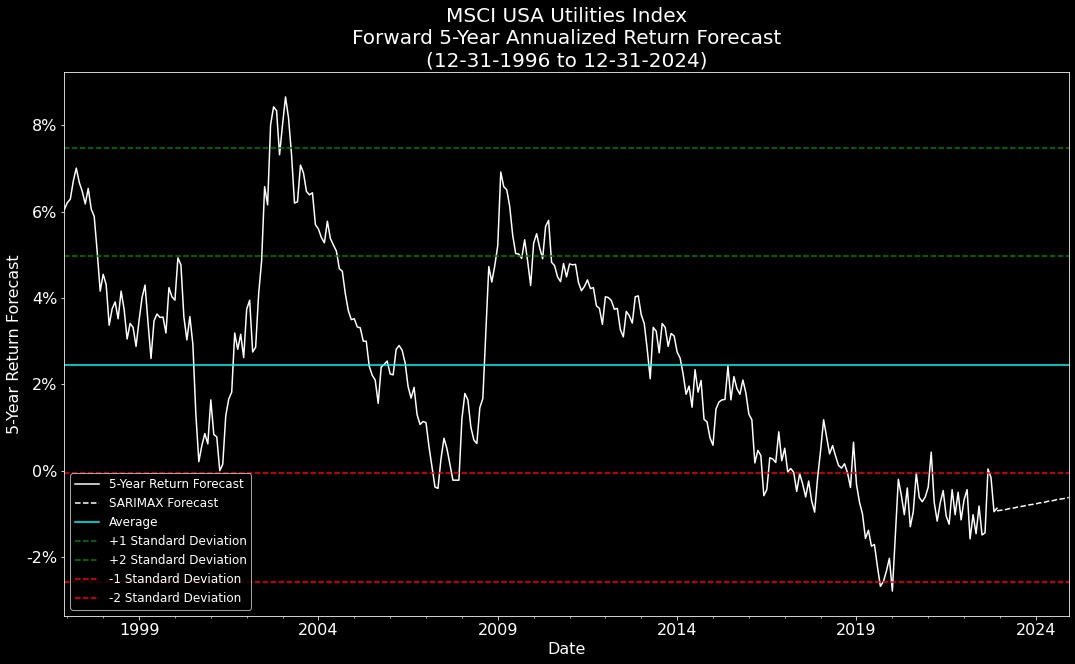 MSCI USA Utilities Index
Forward 5-Year Annualized Return Forecast
(12-31-1996 to 12-31-2024)
5-Year Return Forecast
8%
6%
4%
2%
0%
-2%
5-Year Return Forecast
SARIMAX Forecast
Average
+1 Standard Deviation
+2 Standard Deviation
-1 Standard Deviation
-2 Standard Deviation
1999 2004 2009 2014 2019 2024
Date